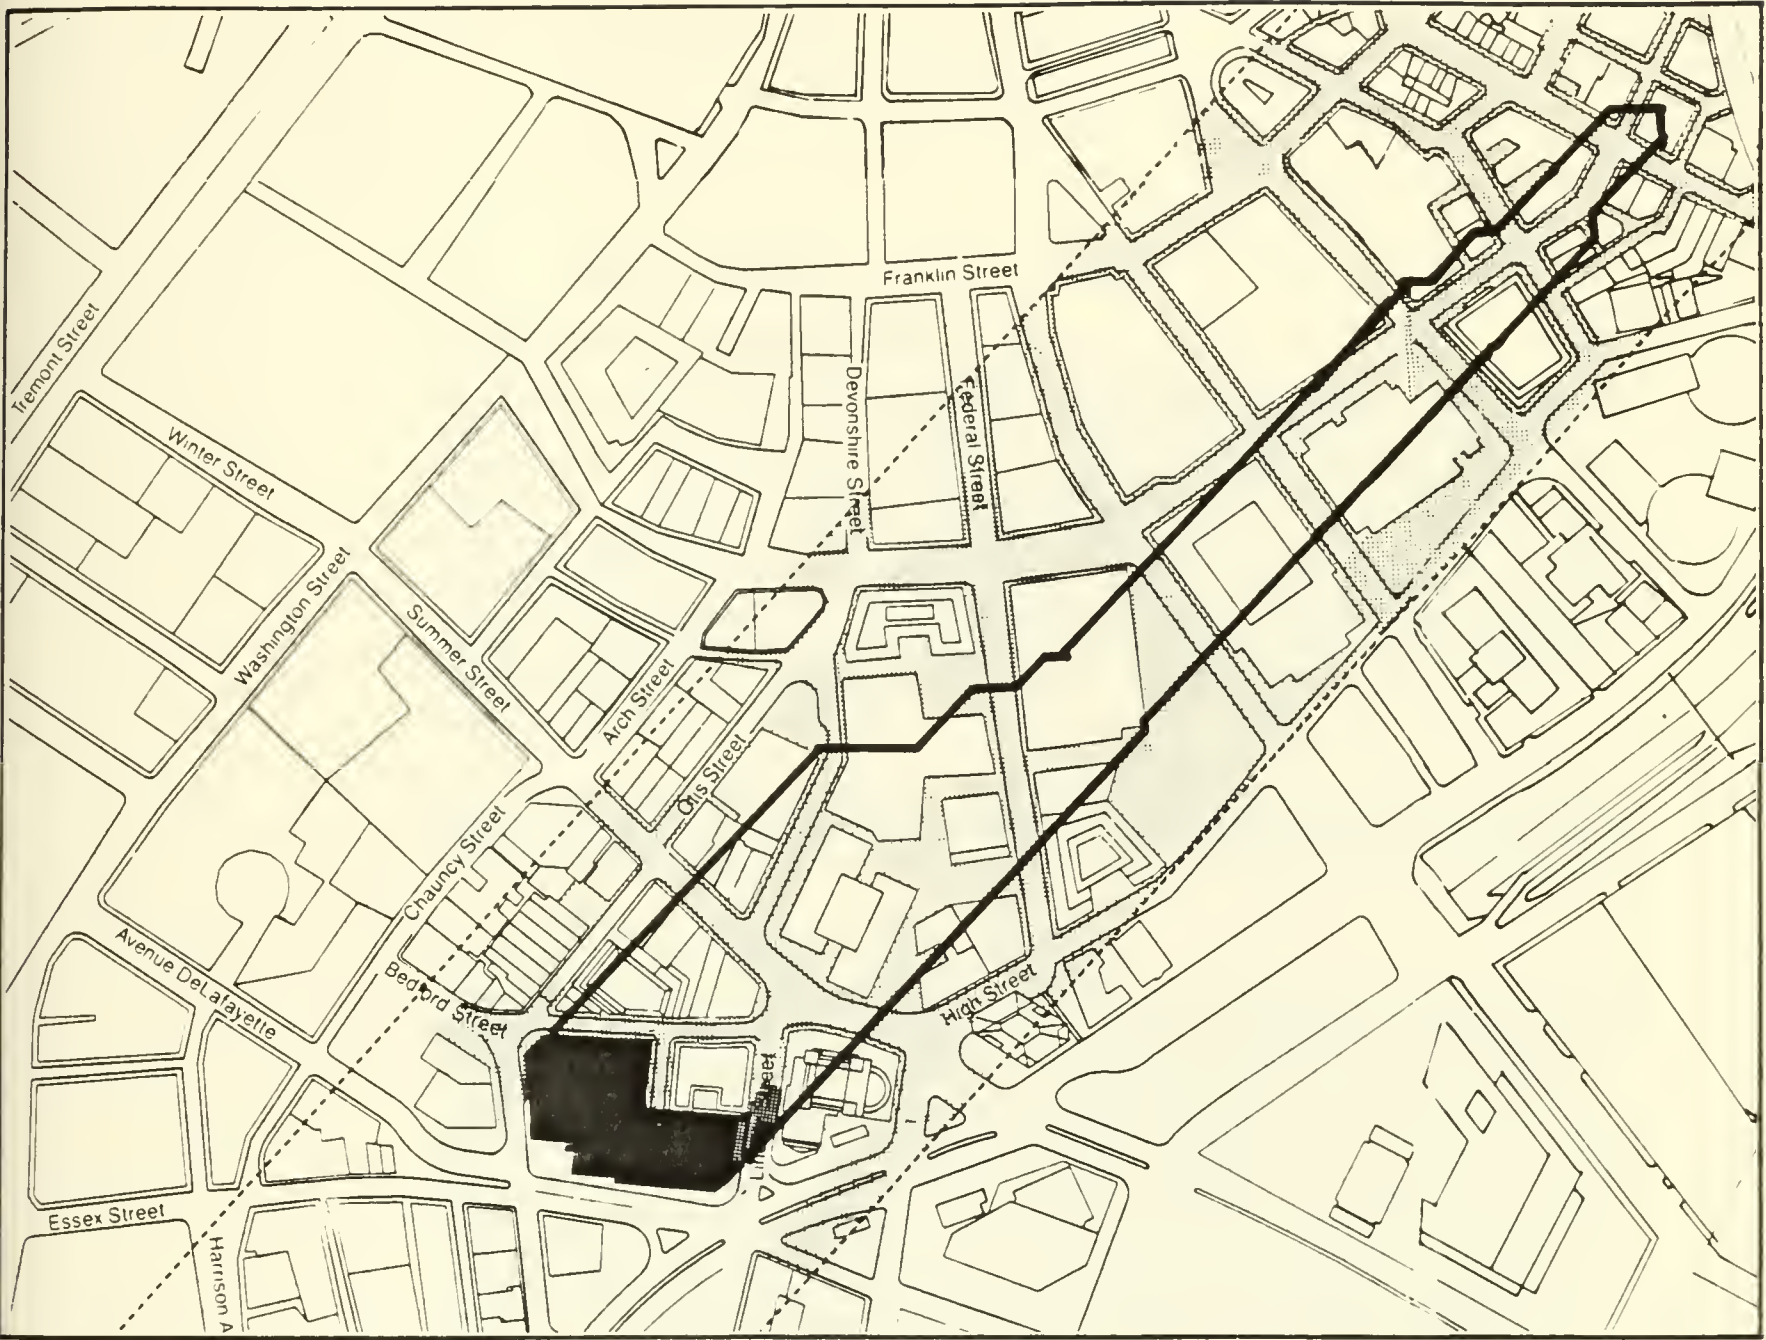 Franklin Street
Tremont Street
Devonshire Street
Federal Street
Winter Street
Washington Street
Summer Street
Arch Street
Otis Street
Chauncy Street
Avenue DeLafayette
Bedford Street
High Street
Street
Essex Street
Harrison A